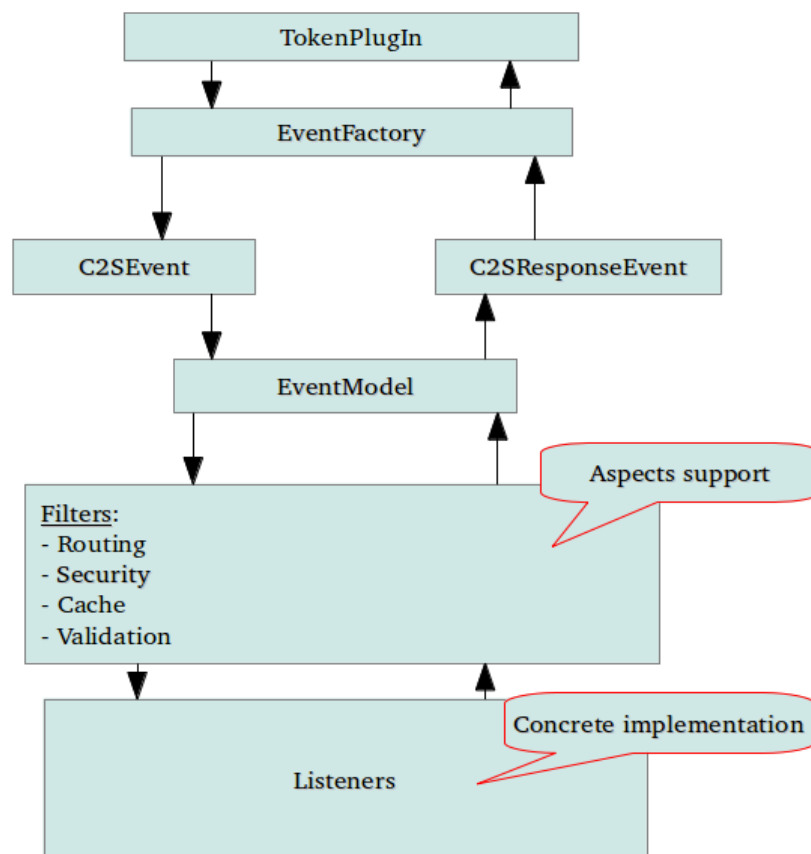 TokenPlugIn
EventFactory
C2SEvent
C2SResponseEvent
EventModel
Aspects support
Filters:
- Routing
- Security
- Cache
- Validation
Concrete implementation
Listeners